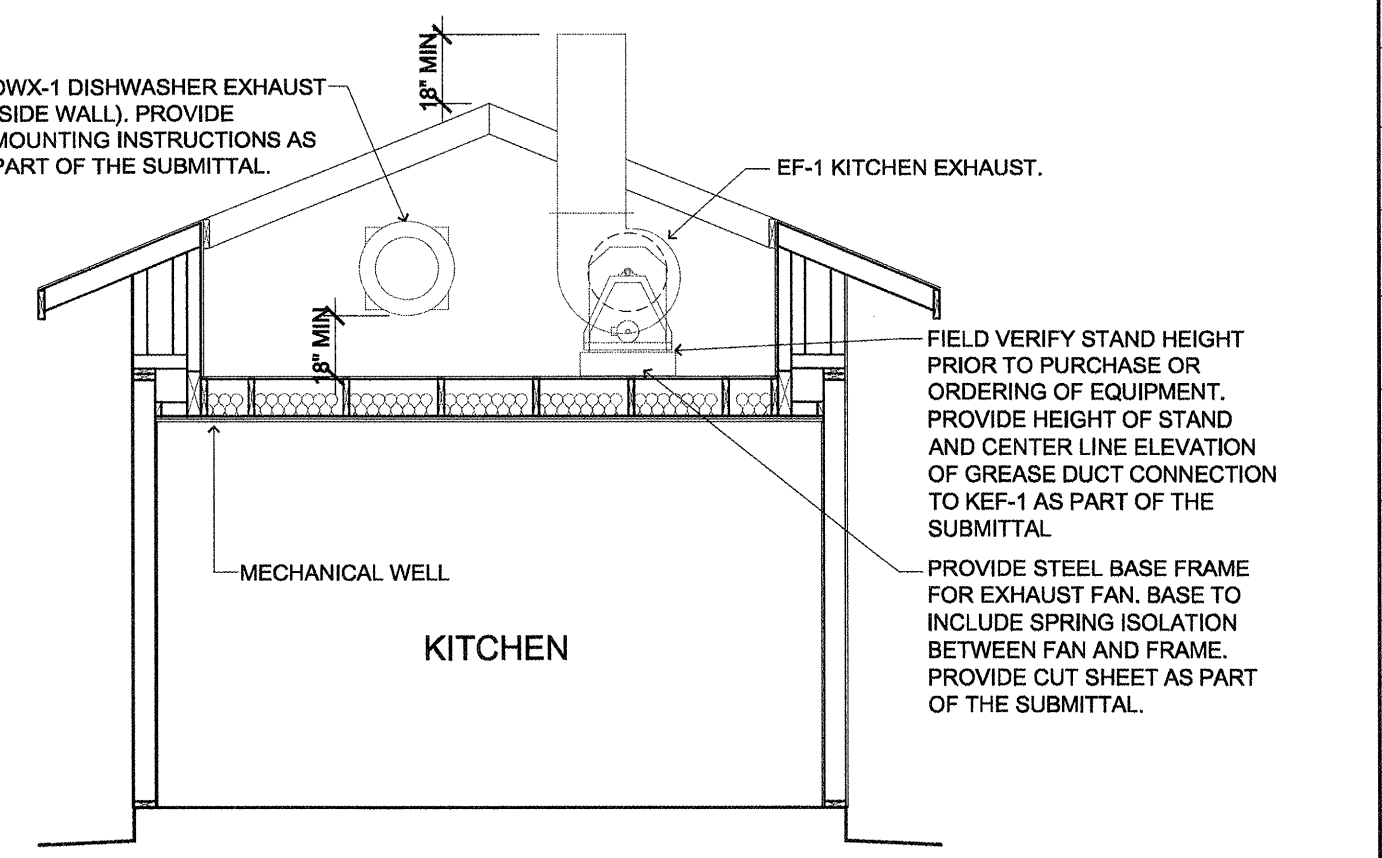 18" MIN
DWX-1 DISHWASHER EXHAUST
(SIDE WALL). PROVIDE
MOUNTING INSTRUCTIONS AS
PART OF THE SUBMITTAL.
EF-1 KITCHEN EXHAUST.
18" MIN
FIELD VERIFY STAND HEIGHT
PRIOR TO PURCHASE OR
ORDERING OF EQUIPMENT.
PROVIDE HEIGHT OF STAND
AND CENTER LINE ELEVATION
OF GREASE DUCT CONNECTION
TO KEF-1 AS PART OF THE
SUBMITTAL
MECHANICAL WELL
PROVIDE STEEL BASE FRAME
FOR EXHAUST FAN. BASE TO
INCLUDE SPRING ISOLATION
BETWEEN FAN AND FRAME.
PROVIDE CUT SHEET AS PART
OF THE SUBMITTAL.
KITCHEN